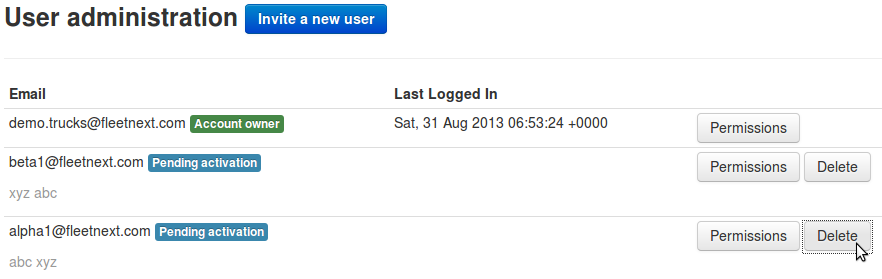 User administration Invite a new user
Email Last Logged In
demo.trucks@fleetnext.com Account owner Sat, 31 Aug 2013 06:53:24 +0000 Permissions
beta1@fleetnext.com Pending activation Permissions Delete
xyz abc
alpha1@fleetnext.com Pending activation Permissions Delete
abc xyz